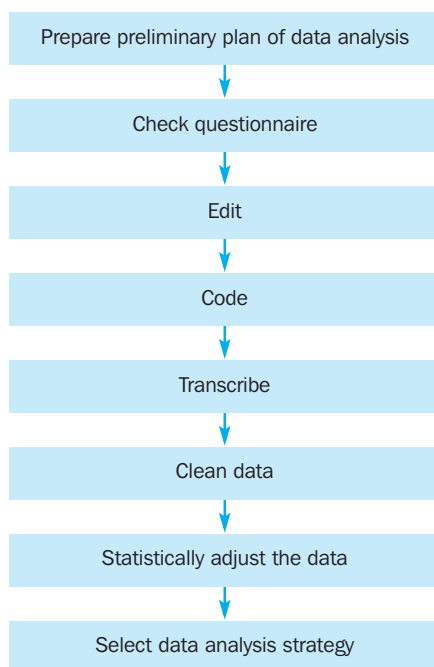 Prepare preliminary plan of data analysis
Check questionnaire
Edit
Code
Transcribe
Clean data
Statistically adjust the data
Select data analysis strategy